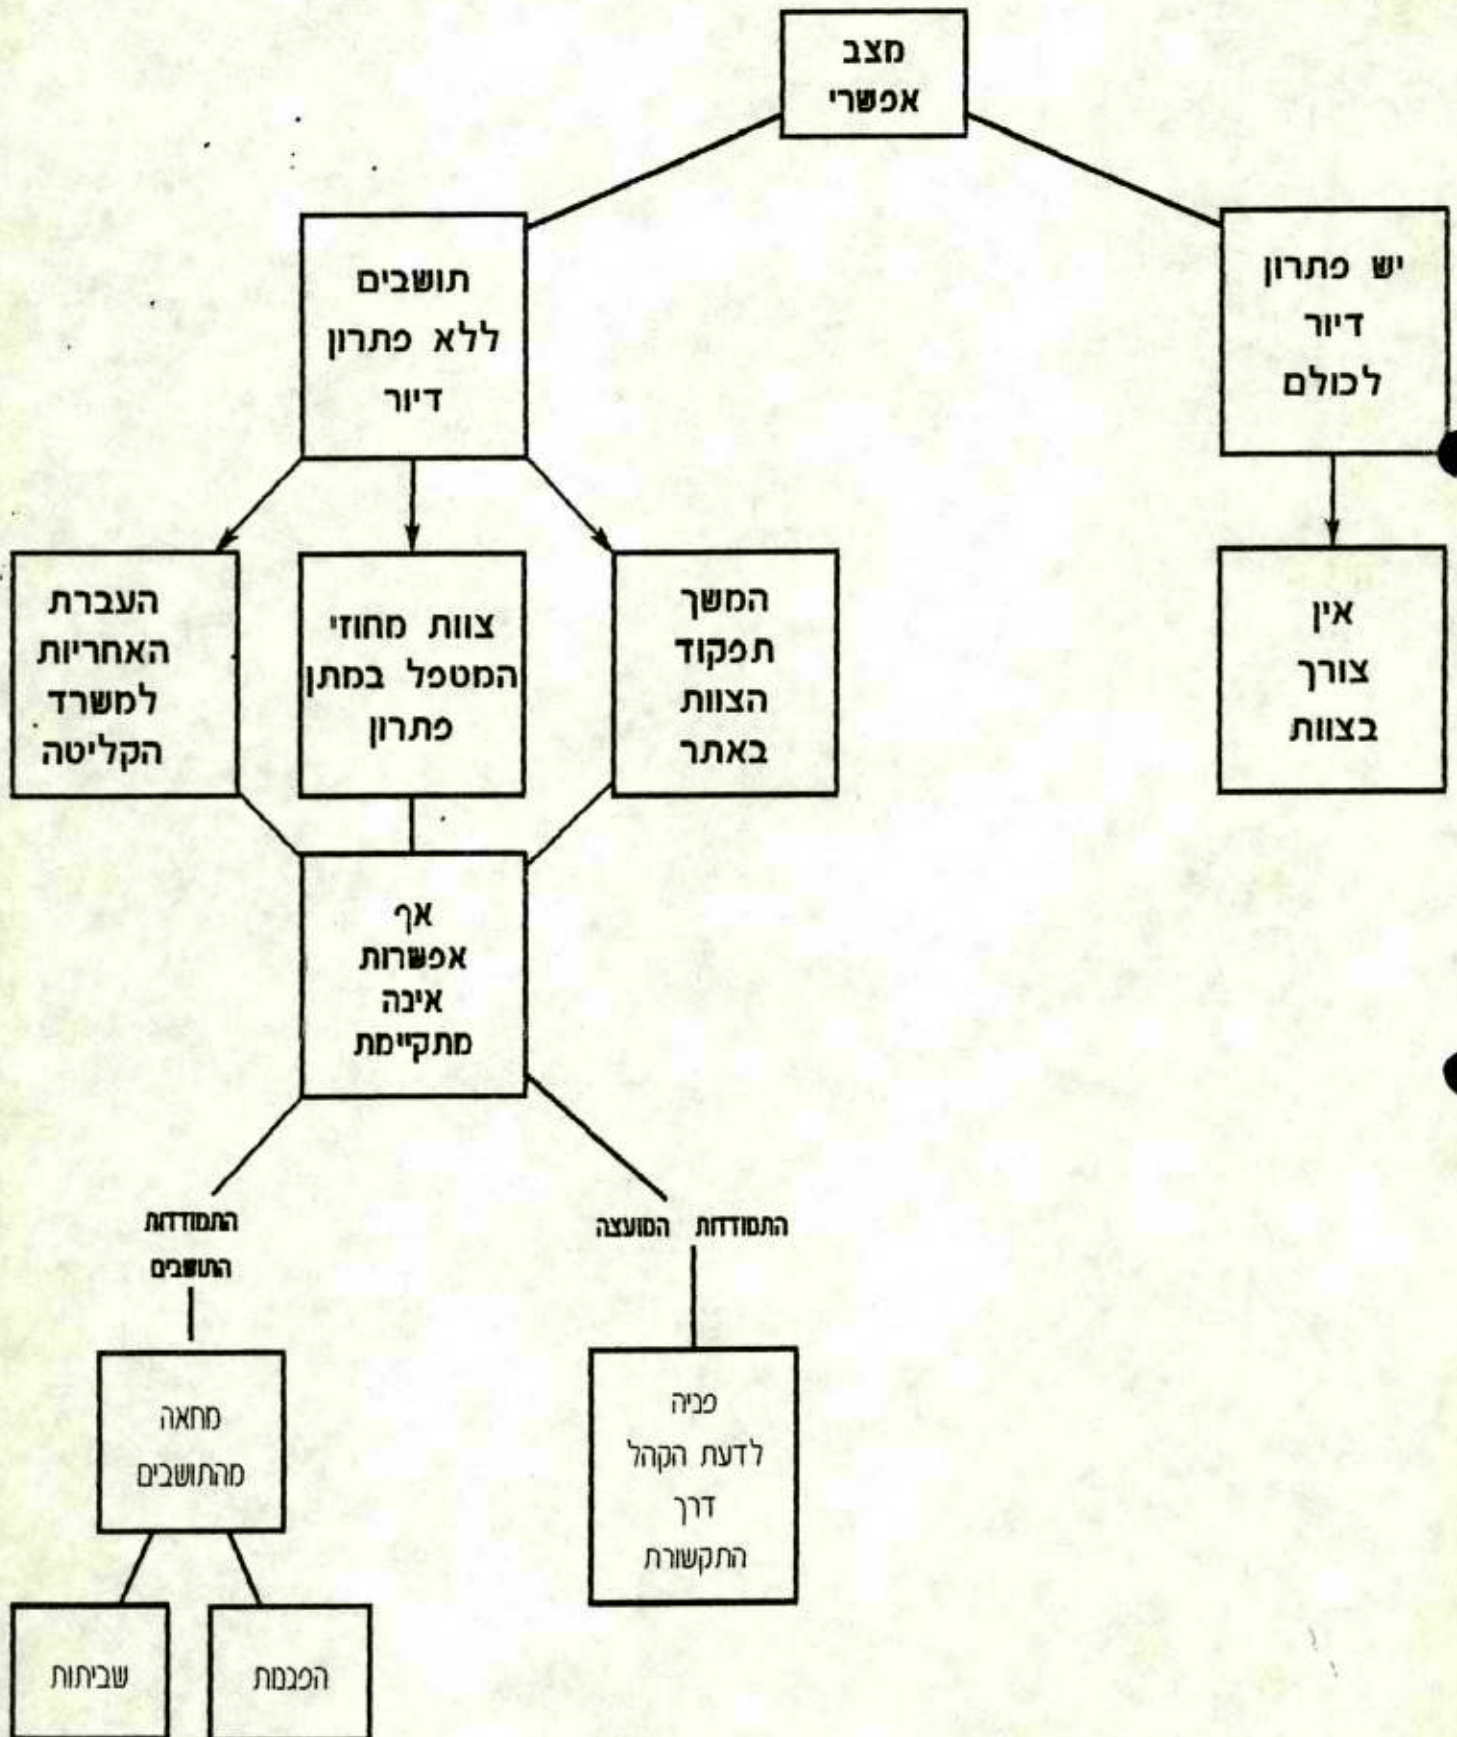 מצב
אפשרי
יש פתרון
דיור
לכולם
תושבים
ללא פתרון
דיור
אין
צורך
בצוות
המשך
תפקוד
הצוות
באתר
צוות מחוזי
המטפל במתן
פתרון
העברת
האחריות
למשרד
הקליטה
אף
אפשרות
אינה
מתקיימת
התמודדות המועצה
התמודדות
התושבים
פניה
לדעת הקהל
דרך
התקשורת
מחאה
מהתושבים
הפגנות
שביתות